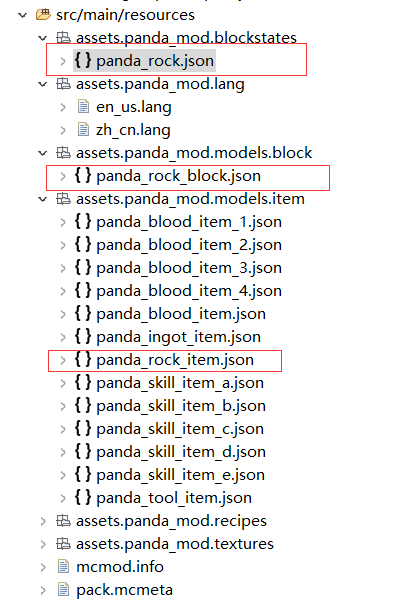 src/main/resources
assets.panda_mod.blockstates
{ } panda_rock.json
assets.panda_mod.lang
en_us.lang
zh_cn.lang
assets.panda_mod.models.block
{ } panda_rock_block.json
assets.panda_mod.models.item
{ } panda_blood_item_1.json
{ } panda_blood_item_2.json
{ } panda_blood_item_3.json
{ } panda_blood_item_4.json
{ } panda_blood_item.json
{ } panda_ingot_item.json
{ } panda_rock_item.json
{ } panda_skill_item_a.json
{ } panda_skill_item_b.json
{ } panda_skill_item_c.json
{ } panda_skill_item_d.json
{ } panda_skill_item_e.json
{ } panda_tool_item.json
assets.panda_mod.recipes
assets.panda_mod.textures
mcmod.info
pack.mcmeta